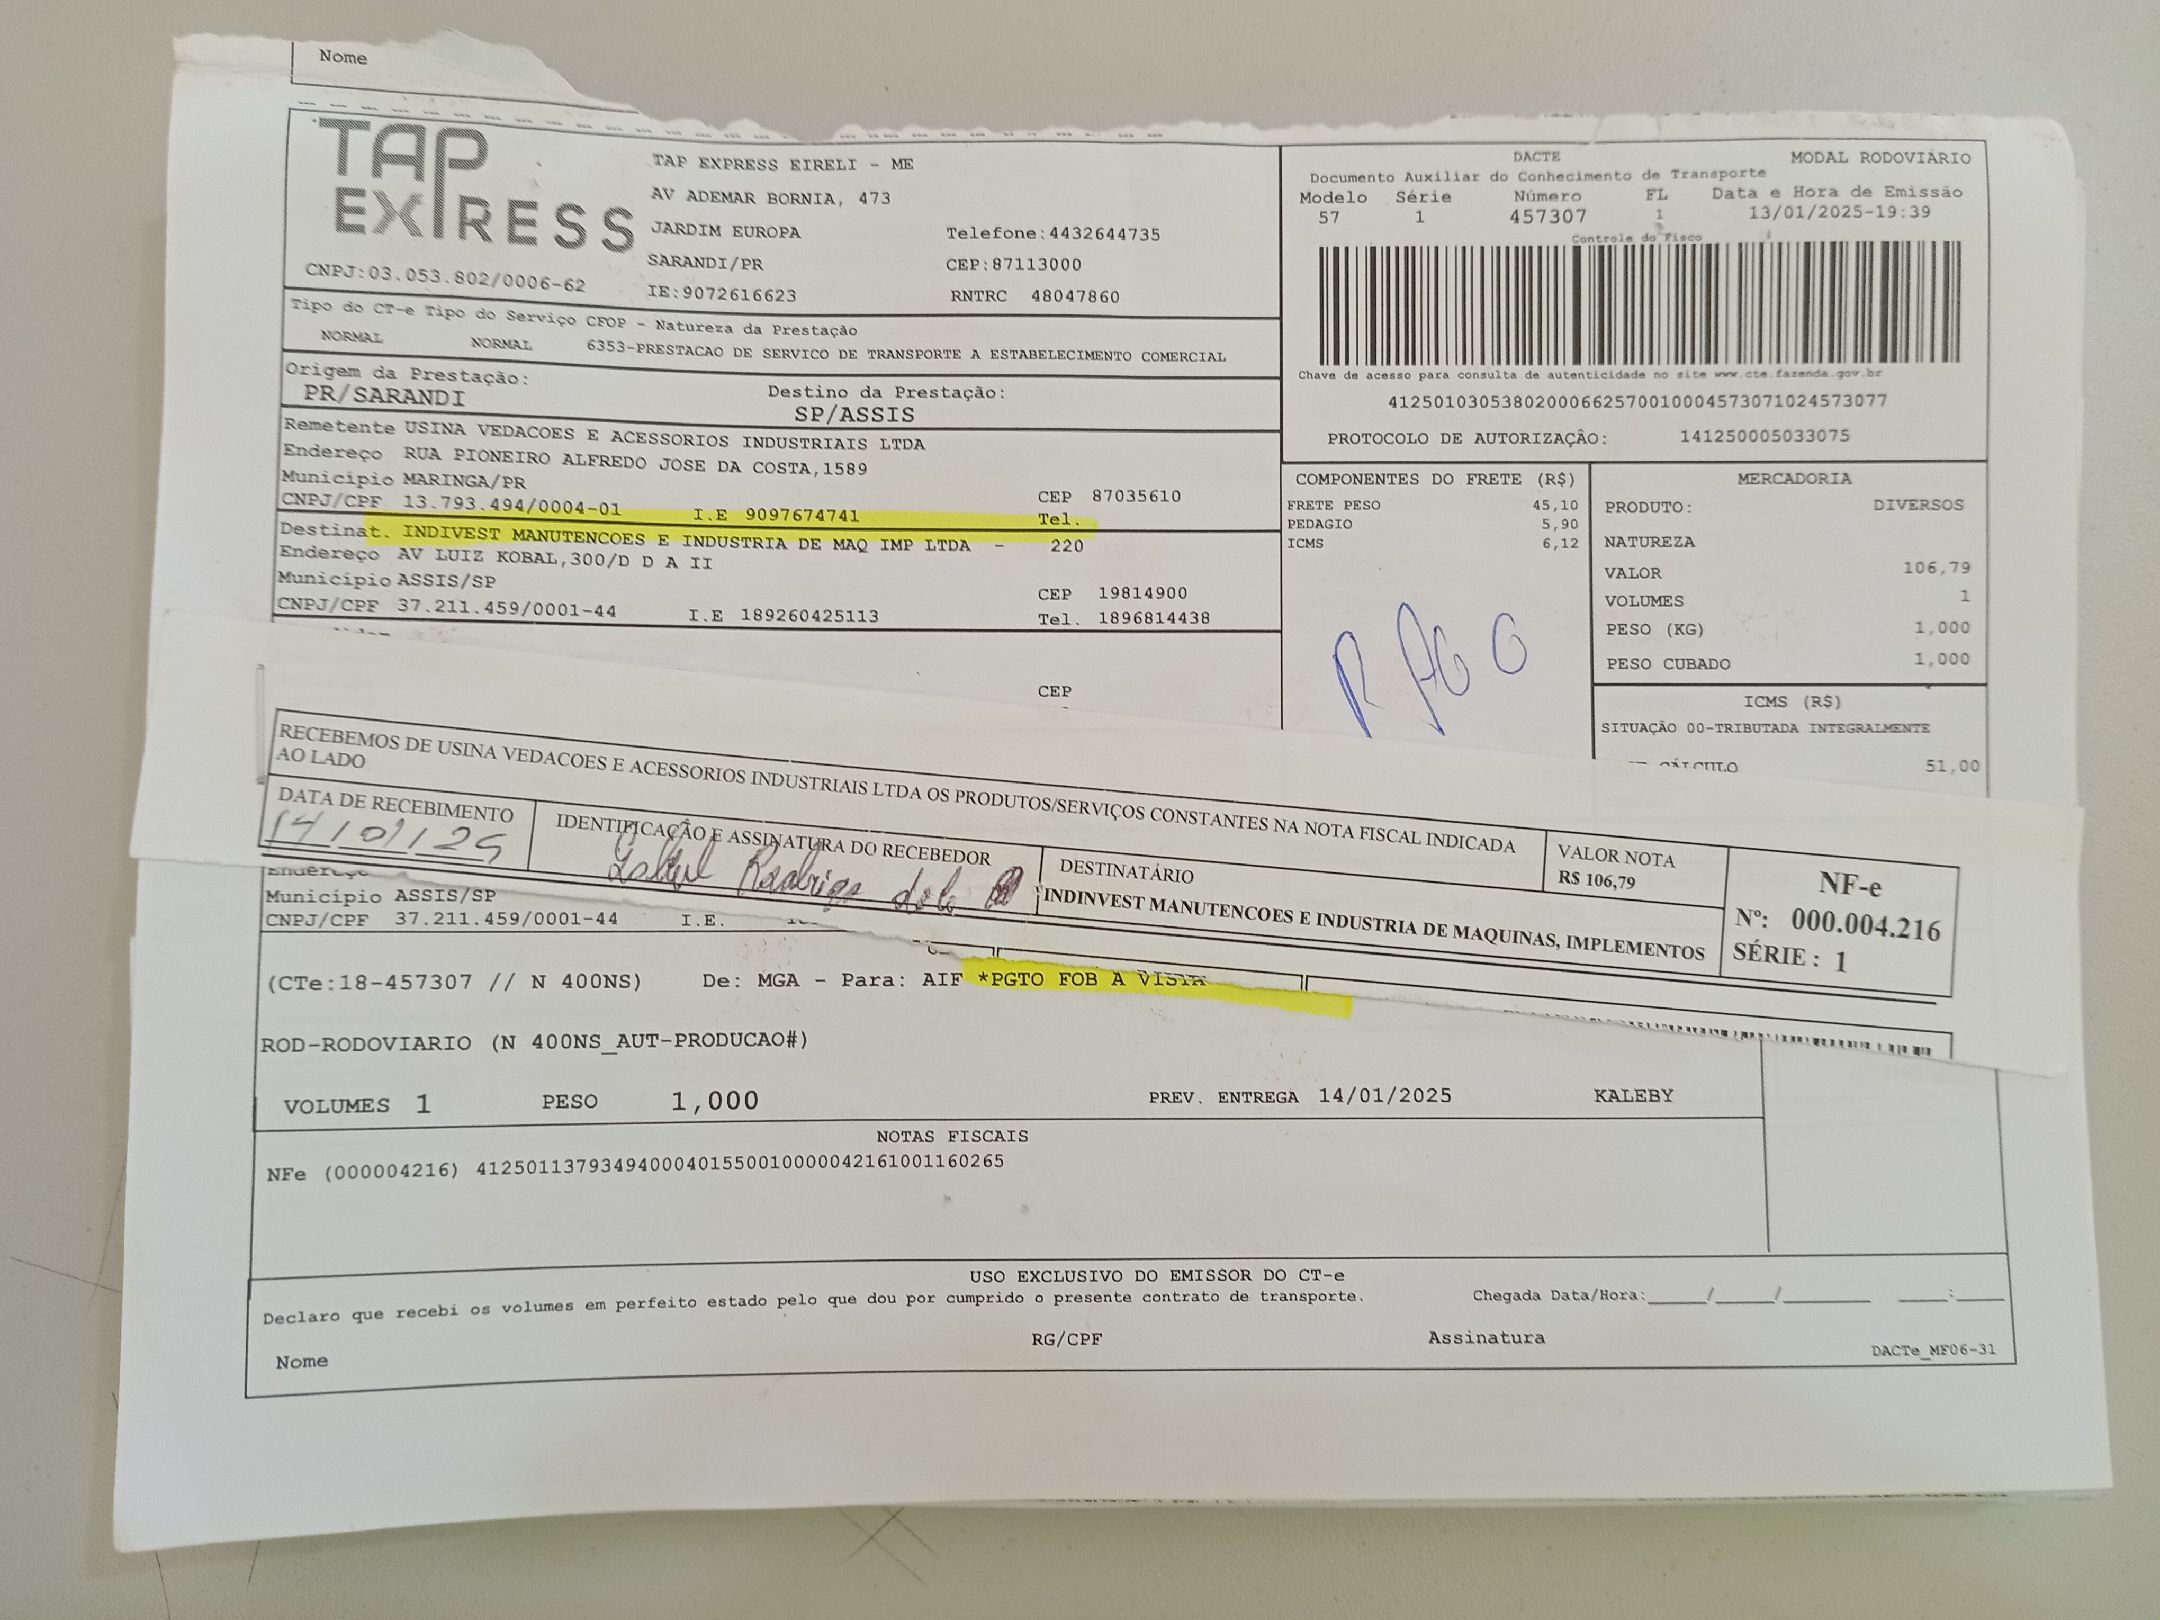 Nome
TAP EXPRESS
TAP EXPRESS EIRELI - ME
AV ADEMAR BORNIA, 473
JARDIM EUROPA Telefone:4432644735
SARANDI/PR CEP:87113000
CNPJ:03.053.802/0006-62 IE:9072616623 RNTRC 48047860
Tipo do CT-e Tipo do Serviço CFOP - Natureza da Prestação
NORMAL NORMAL 6353-PRESTACAO DE SERVICO DE TRANSPORTE A ESTABELECIMENTO COMERCIAL
Origem da Prestação: Destino da Prestação:
PR/SARANDI SP/ASSIS
Remetente USINA VEDACOES E ACESSORIOS INDUSTRIAIS LTDA
Endereço RUA PIONEIRO ALFREDO JOSE DA COSTA,1589
Município MARINGA/PR CEP 87035610
CNPJ/CPF 13.793.494/0004-01 I.E 9097674741 Tel.
Destinat. INDIVEST MANUTENCOES E INDUSTRIA DE MAQ IMP LTDA - 220
Endereço AV LUIZ KOBAL,300/D D A II
Município ASSIS/SP CEP 19814900
CNPJ/CPF 37.211.459/0001-44 I.E 189260425113 Tel. 1896814438
CEP
DACTE MODAL RODOVIÁRIO
Documento Auxiliar do Conhecimento de Transporte
Modelo Série Número FL Data e Hora de Emissão
57 1 457307 1 13/01/2025-19:39
Controle do Fisco
Chave de acesso para consulta de autenticidade no site www.cte.fazenda.gov.br
41250103053802000662570010004573071024573077
PROTOCOLO DE AUTORIZAÇÃO: 141250005033075
COMPONENTES DO FRETE (R$)
FRETE PESO 45,10
PEDAGIO 5,90
ICMS 6,12
MERCADORIA
PRODUTO: DIVERSOS
NATUREZA
VALOR 106,79
VOLUMES 1
PESO (KG) 1,000
PESO CUBADO 1,000
ICMS (R$)
SITUAÇÃO 00-TRIBUTADA INTEGRALMENTE
51,00
RECEBEMOS DE USINA VEDACOES E ACESSORIOS INDUSTRIAIS LTDA OS PRODUTOS/SERVIÇOS CONSTANTES NA NOTA FISCAL INDICADA
AO LADO
DATA DE RECEBIMENTO
14/01/25
IDENTIFICAÇÃO E ASSINATURA DO RECEBEDOR
DESTINATÁRIO
INDINVEST MANUTENCOES E INDUSTRIA DE MAQUINAS, IMPLEMENTOS
VALOR NOTA
R$ 106,79
NF-e
Nº: 000.004.216
SÉRIE: 1
Endereço
Município ASSIS/SP
CNPJ/CPF 37.211.459/0001-44 I.E.
(CTe:18-457307 // N 400NS) De: MGA - Para: AIF *PGTO FOB A VISTA
ROD-RODOVIARIO (N 400NS_AUT-PRODUCAO#)
VOLUMES 1 PESO 1,000 PREV. ENTREGA 14/01/2025 KALEBY
NOTAS FISCAIS
NFe (000004216) 41250113793494000401550010000042161001160265
USO EXCLUSIVO DO EMISSOR DO CT-e
Declaro que recebi os volumes em perfeito estado pelo que dou por cumprido o presente contrato de transporte. Chegada Data/Hora:_____/_____/_______ ____:____
Nome RG/CPF Assinatura
DACTe_MF06-31